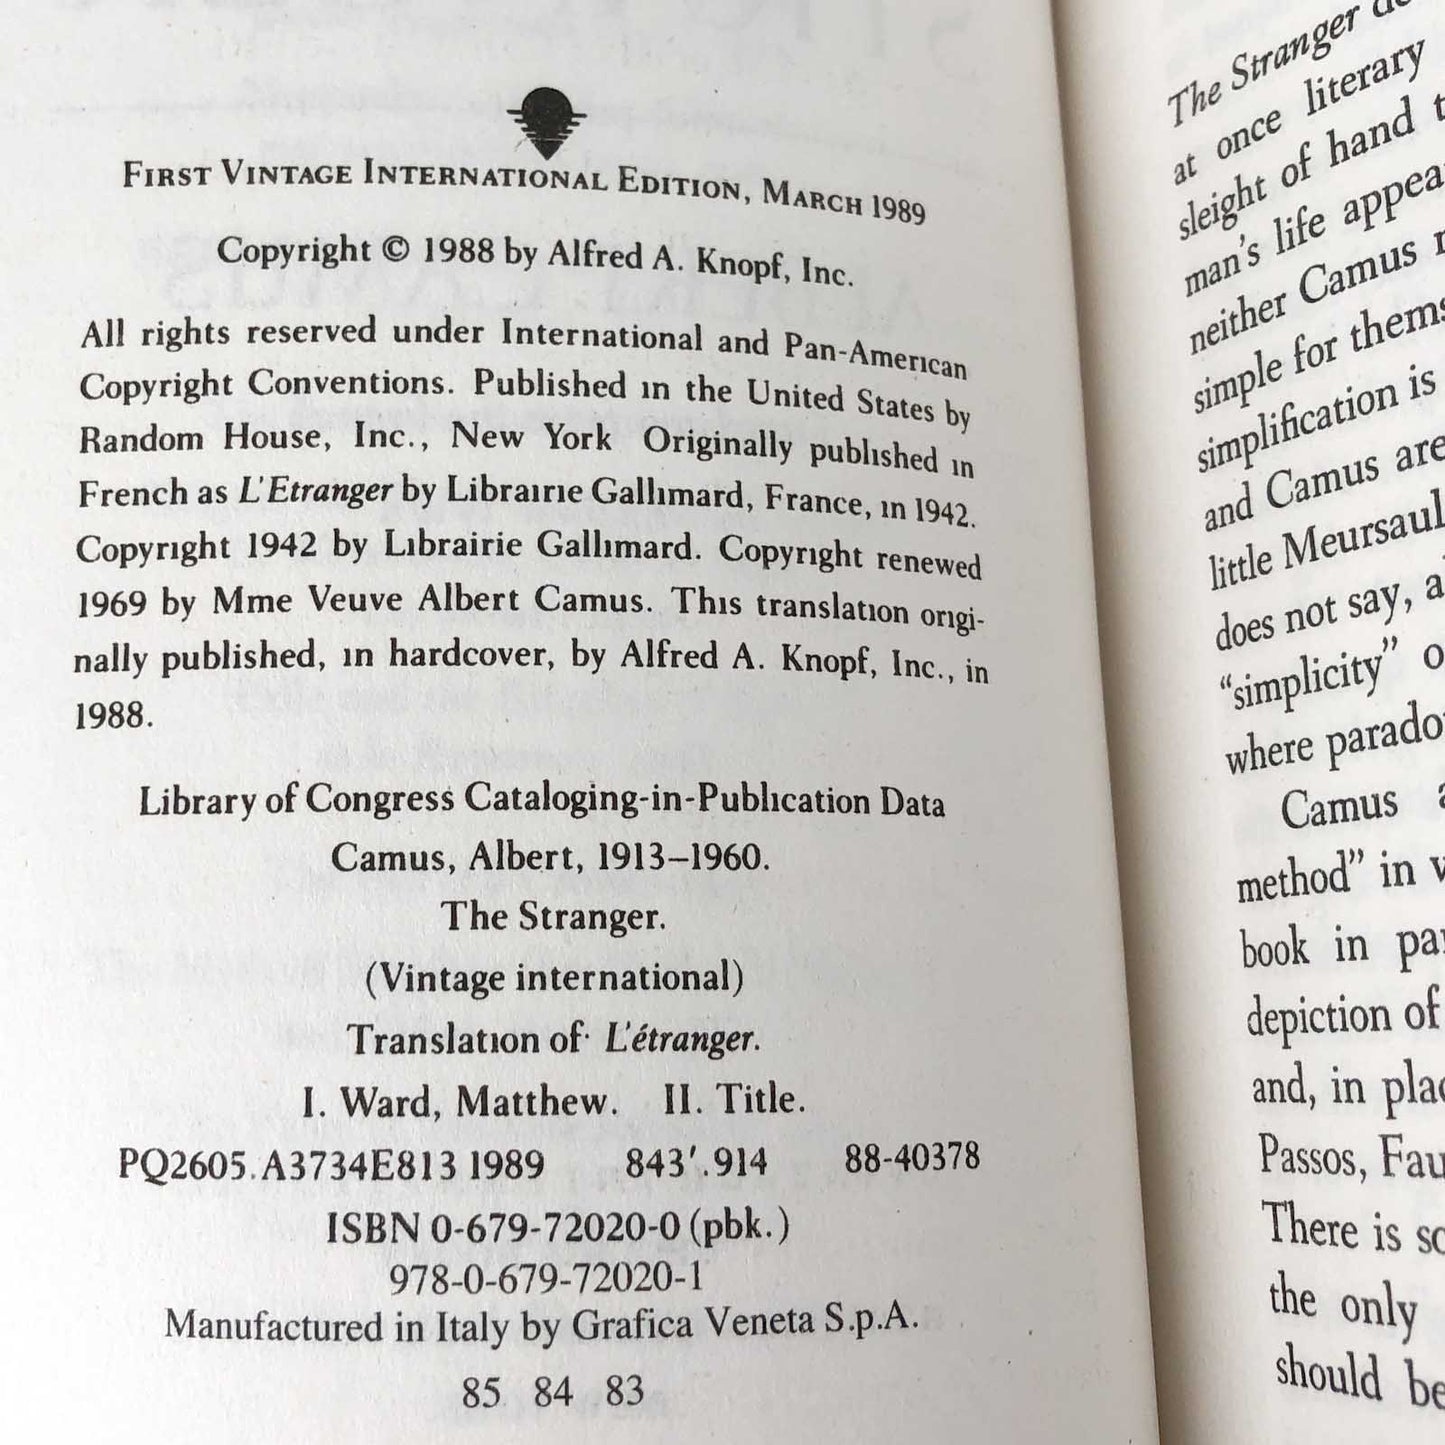 FIRST VINTAGE INTERNATIONAL EDITION, MARCH 1989
Copyright © 1988 by Alfred A. Knopf, Inc.
All rights reserved under International and Pan-American
Copyright Conventions. Published in the United States by
Random House, Inc., New York Originally published in
French as L'Etranger by Librairie Gallimard, France, in 1942.
Copyright 1942 by Librairie Gallimard. Copyright renewed
1969 by Mme Veuve Albert Camus. This translation origi-
nally published, in hardcover, by Alfred A. Knopf, Inc., in
1988.
Library of Congress Cataloging-in-Publication Data
Camus, Albert, 1913–1960.
The Stranger.
(Vintage international)
Translation of· L'étranger.
I. Ward, Matthew. II. Title.
PQ2605.A3734E813 1989 843′.914 88-40378
ISBN 0-679-72020-0 (pbk.)
978-0-679-72020-1
Manufactured in Italy by Grafica Veneta S.p.A.
85 84 83
The Stranger
at once literary
sleight of hand
man's life
neither Camus
simple for
simplification is
and Camus are
little
does not say,
"simplicity"
where
Camus
method" in
book in
depiction of
and, in
Passos,
There is
the only
should